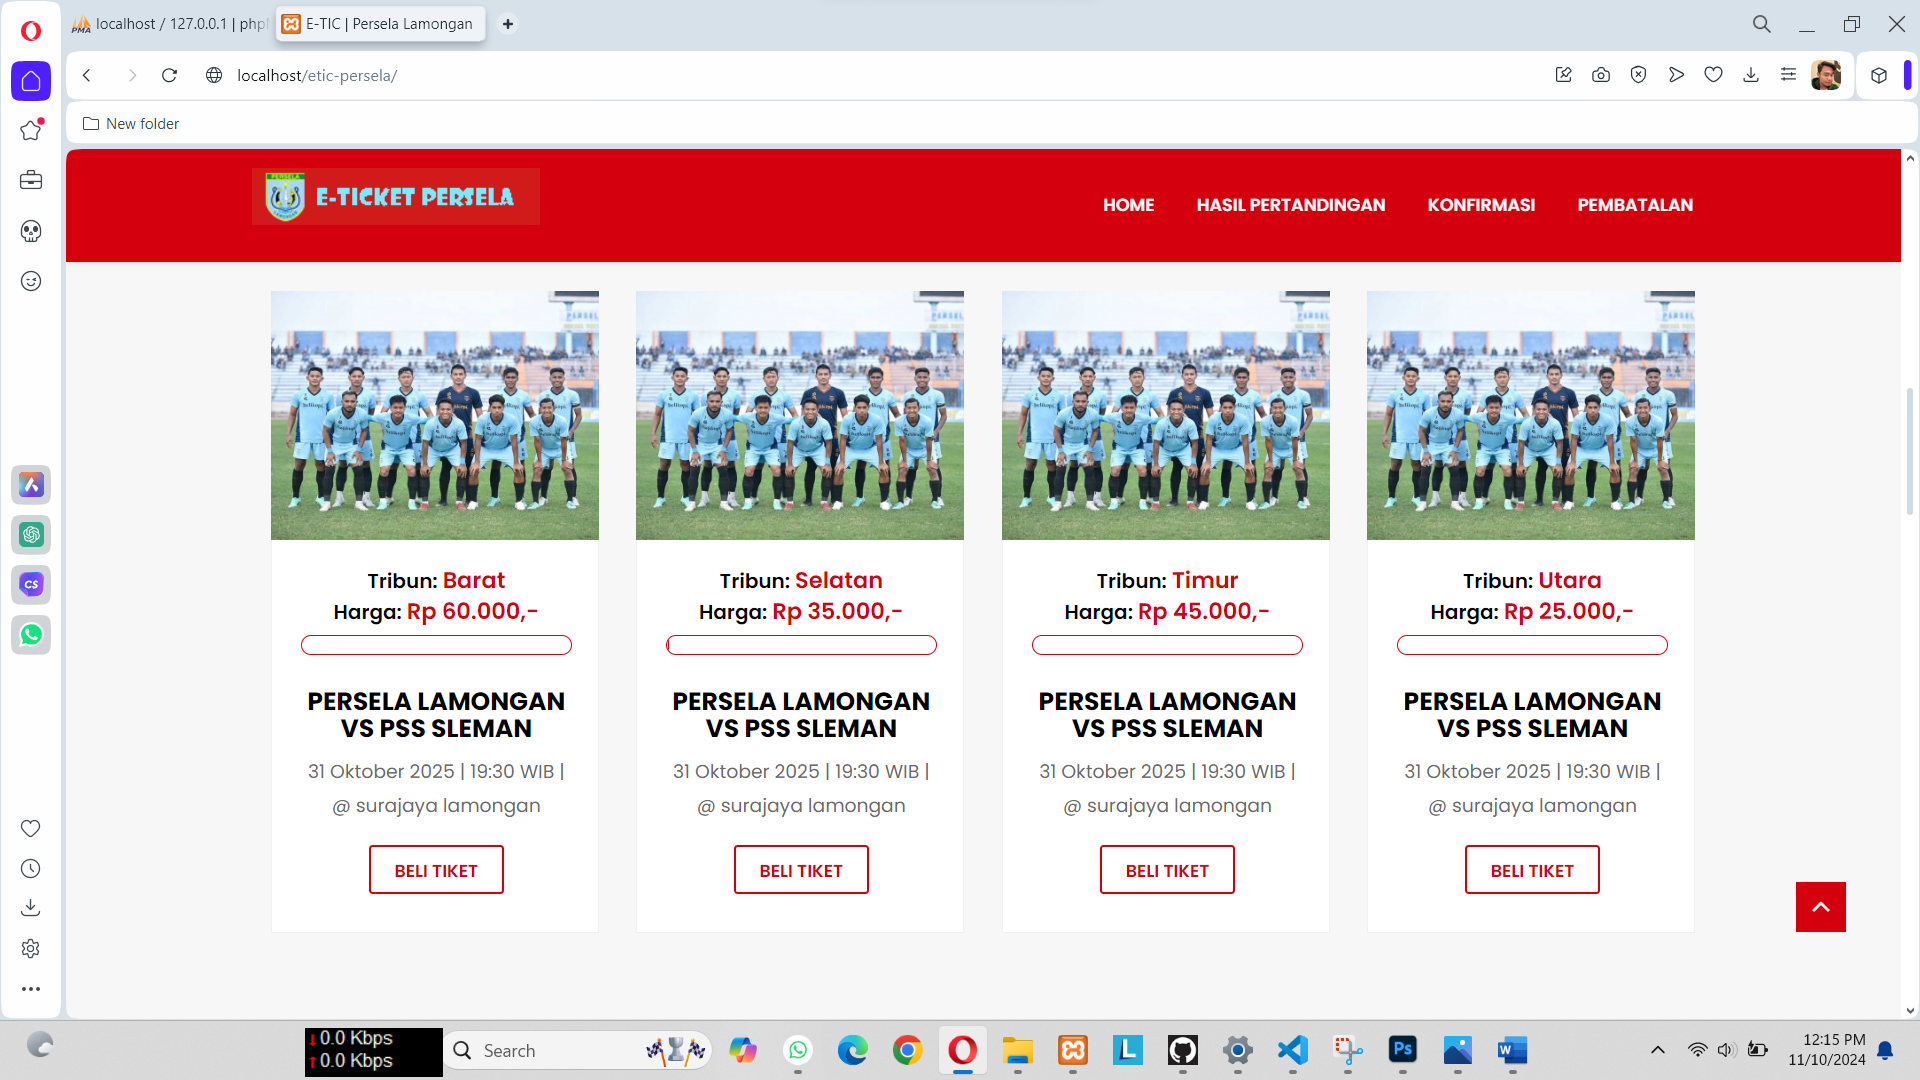 localhost / 127.0.0.1 | phpl
E-TIC | Persela Lamongan
localhost/etic-persela/
New folder
PERSELA
LAMONGAN
E-TICKET PERSELA
HOME
HASIL PERTANDINGAN
KONFIRMASI
PEMBATALAN
Tribun: Barat
Harga: Rp 60.000,-
PERSELA LAMONGAN
VS PSS SLEMAN
31 Oktober 2025 | 19:30 WIB |
@ surajaya lamongan
BELI TIKET
Tribun: Selatan
Harga: Rp 35.000,-
PERSELA LAMONGAN
VS PSS SLEMAN
31 Oktober 2025 | 19:30 WIB |
@ surajaya lamongan
BELI TIKET
Tribun: Timur
Harga: Rp 45.000,-
PERSELA LAMONGAN
VS PSS SLEMAN
31 Oktober 2025 | 19:30 WIB |
@ surajaya lamongan
BELI TIKET
Tribun: Utara
Harga: Rp 25.000,-
PERSELA LAMONGAN
VS PSS SLEMAN
31 Oktober 2025 | 19:30 WIB |
@ surajaya lamongan
BELI TIKET
CS
PMA
0.0 Kbps
0.0 Kbps
Search
L
Ps
W
12:15 PM
11/10/2024